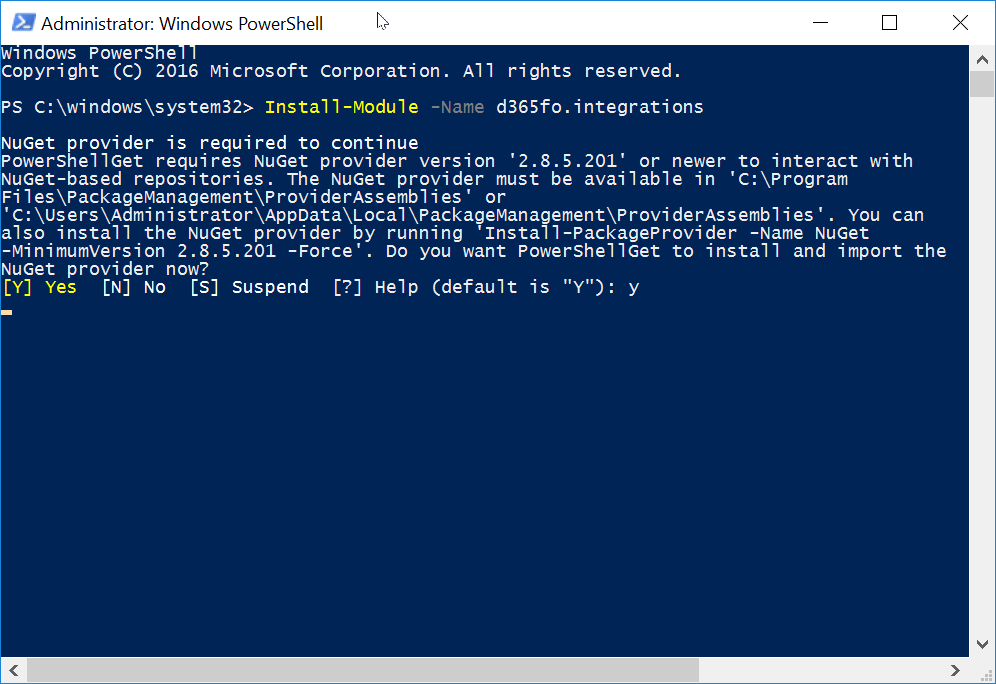 Administrator: Windows PowerShell
Windows PowerShell
Copyright (C) 2016 Microsoft Corporation. All rights reserved.
PS C:\windows\system32> Install-Module -Name d365fo.integrations
NuGet provider is required to continue
PowerShellGet requires NuGet provider version '2.8.5.201' or newer to interact with
NuGet-based repositories. The NuGet provider must be available in 'C:\Program
Files\PackageManagement\ProviderAssemblies' or
'C:\Users\Administrator\AppData\Local\PackageManagement\ProviderAssemblies'. You can
also install the NuGet provider by running 'Install-PackageProvider -Name NuGet
-MinimumVersion 2.8.5.201 -Force'. Do you want PowerShellGet to install and import the
NuGet provider now?
[Y] Yes  [N] No  [S] Suspend  [?] Help (default is "Y"): y